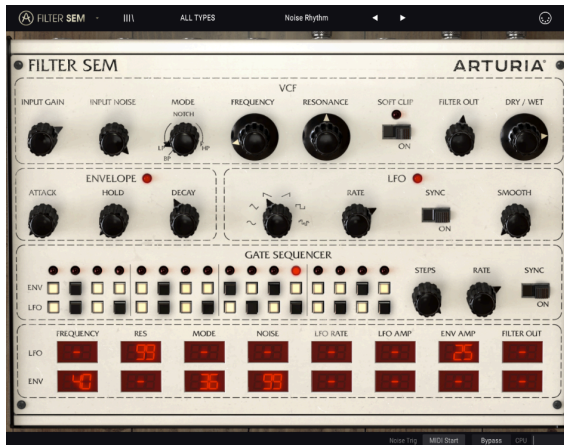 FILTER SEM
ALL TYPES
Noise Rhythm
FILTER SEM
ARTURIA
VCF
INPUT GAIN INPUT NOISE MODE FREQUENCY RESONANCE SOFT CLIP FILTER OUT DRY / WET
NOTCH
LP HP
BP
ON
ENVELOPE LFO
ATTACK HOLD DECAY RATE SYNC SMOOTH
ON
GATE SEQUENCER
STEPS RATE SYNC
ENV
LFO
ON
FREQUENCY RES MODE NOISE LFO RATE LFO AMP ENV AMP FILTER OUT
LFO - 99 - - - - 25 -
ENV 40 - 36 99 - - - -
Noise Trig MIDI Start Bypass CPU